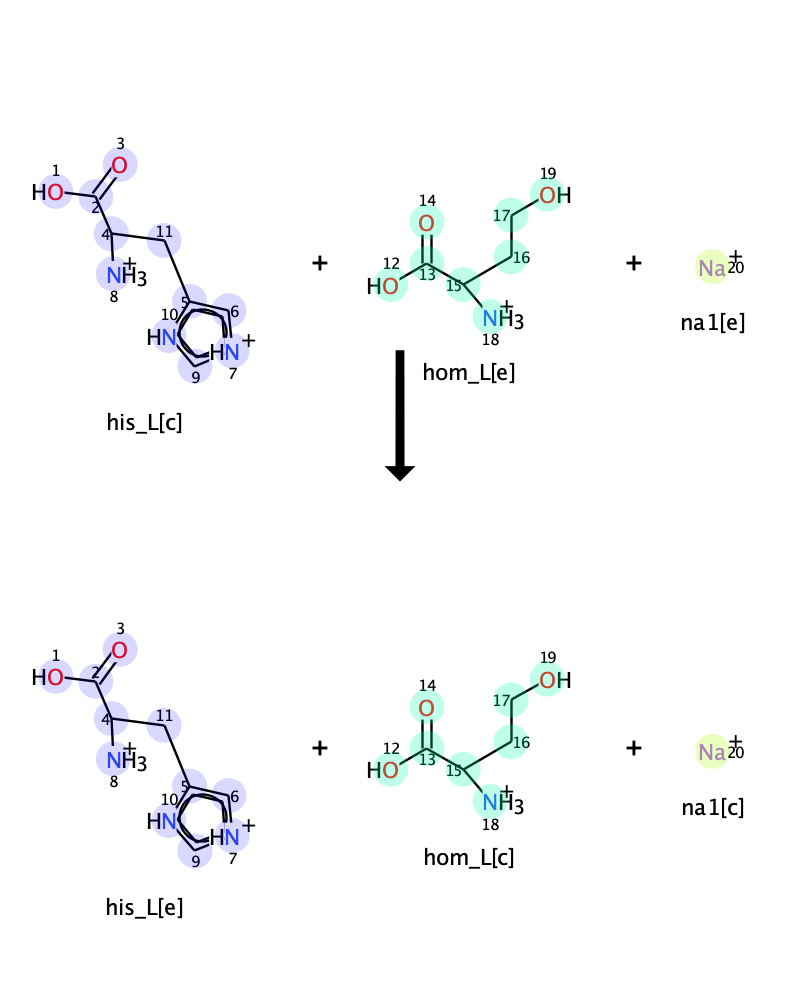 3
1
HO
O
2
4
11
NH3
+
8
5
6
10
HN
HN
+
9
7
his_L[c]
+
19
OH
14
O
17
12
HO
13
16
15
NH3
+
18
hom_L[e]
+
Na
+
20
na1[e]
3
1
HO
O
2
4
11
NH3
+
8
5
6
10
HN
HN
+
9
7
his_L[e]
+
19
OH
14
O
17
12
HO
13
16
15
NH3
+
18
hom_L[c]
+
Na
+
20
na1[c]